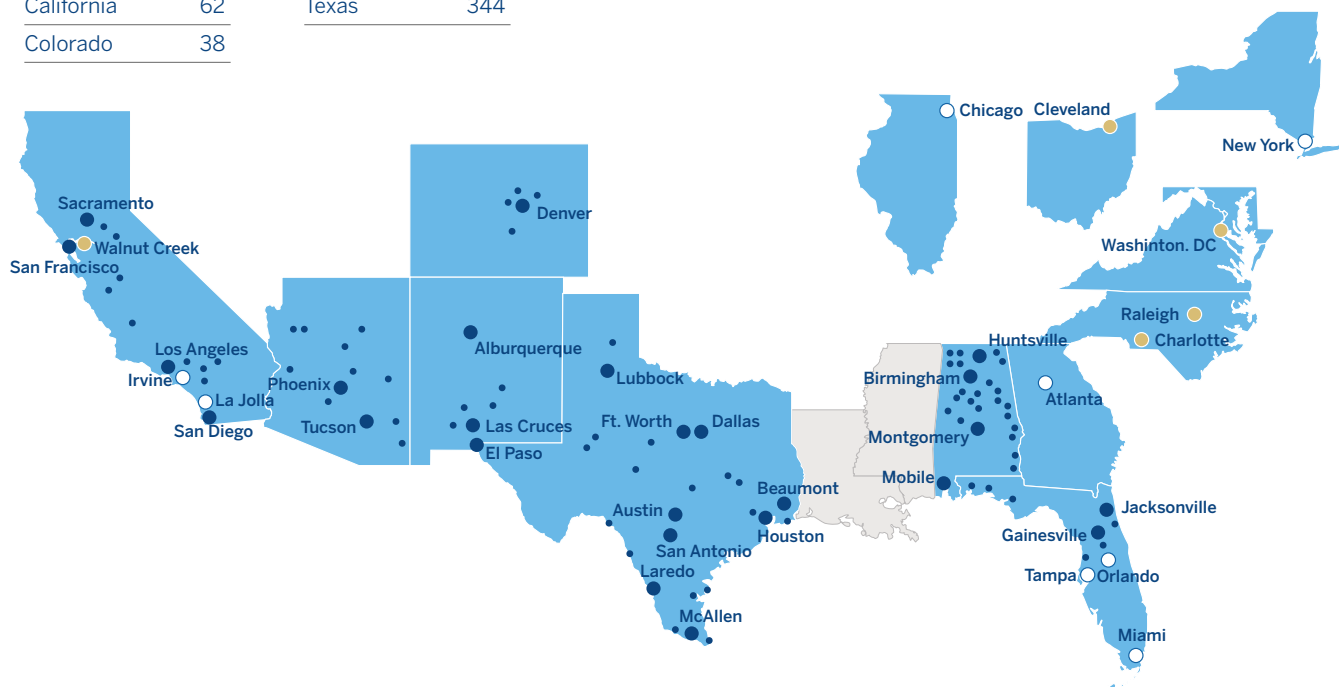 California 62
Texas 344
Colorado 38
Chicago
Cleveland
New York
Sacramento
Denver
Walnut Creek
Washinton. DC
San Francisco
Raleigh
Charlotte
Huntsville
Los Angeles
Alburquerque
Irvine
Phoenix
Lubbock
Birmingham
La Jolla
Atlanta
San Diego
Tucson
Las Cruces
Ft. Worth
Dallas
Montgomery
El Paso
Mobile
Beaumont
Austin
Jacksonville
Houston
Gainesville
San Antonio
Laredo
Tampa
Orlando
McAllen
Miami